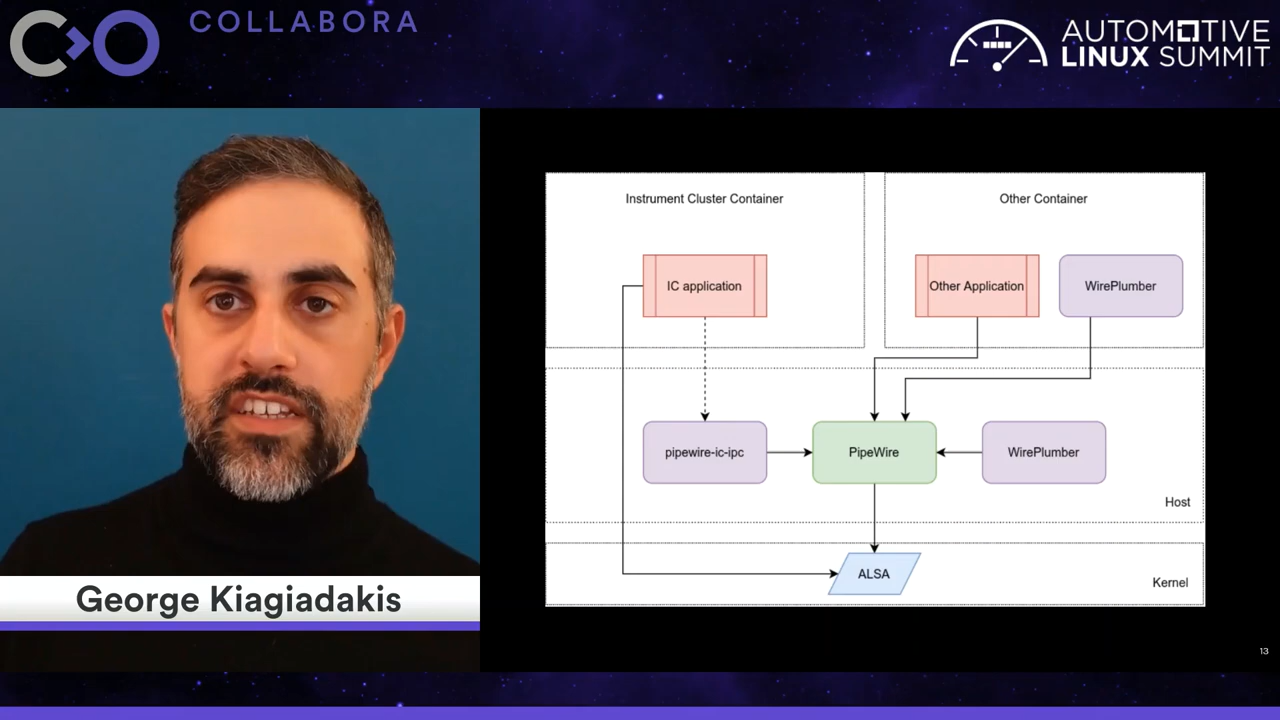 COLLABORA
AUTOMOTIVE
LINUX SUMMIT
Instrument Cluster Container
Other Container
IC application
Other Application
WirePlumber
pipewire-ic-ipc
PipeWire
WirePlumber
Host
ALSA
Kernel
George Kiagiadakis
13